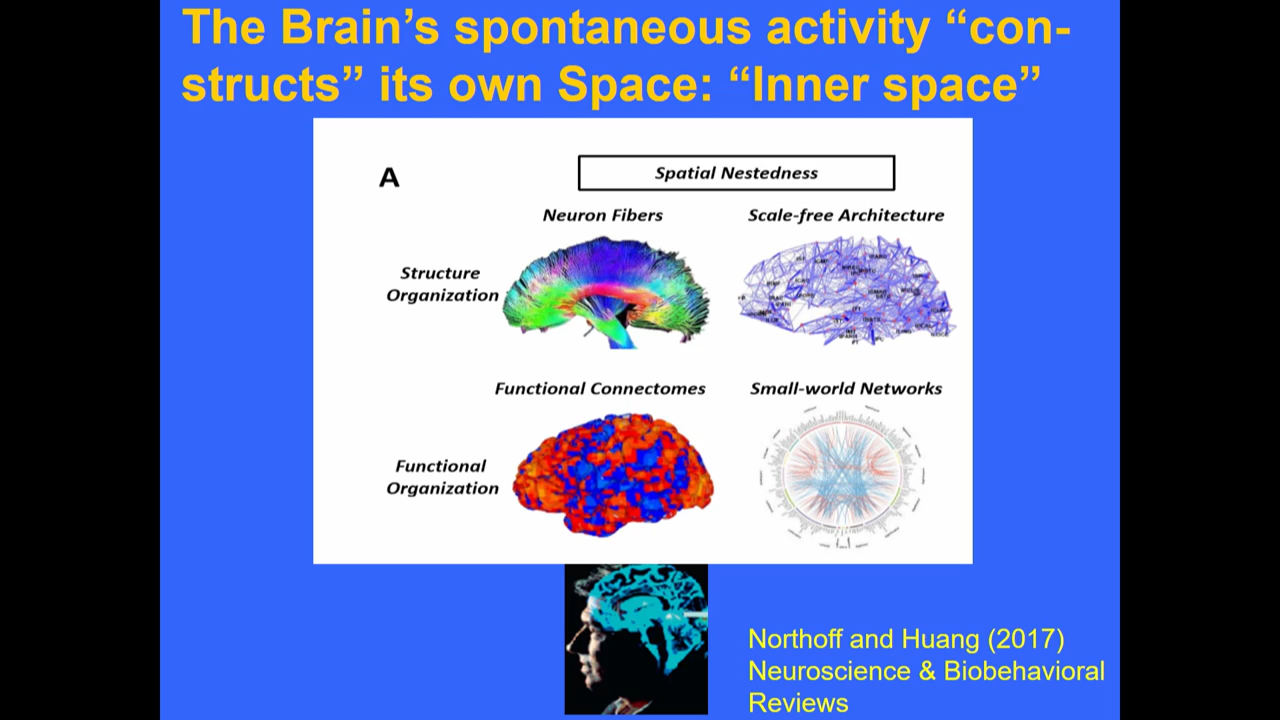 The Brain's spontaneous activity “con-
structs” its own Space: “Inner space”
A
Spatial Nestedness
Neuron Fibers
Scale-free Architecture
Structure
Organization
Functional Connectomes
Small-world Networks
Functional
Organization
Northoff and Huang (2017)
Neuroscience & Biobehavioral
Reviews